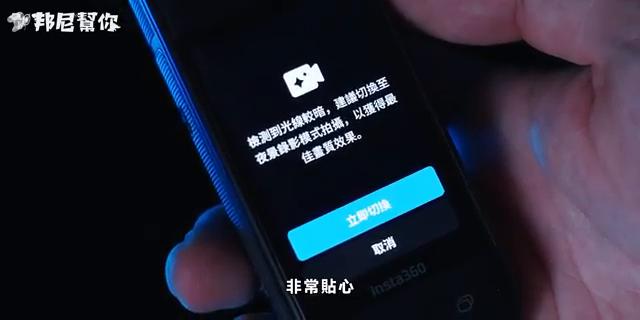 邦尼幫你
檢測到光線較暗，建議切換至
夜景錄影模式拍攝，以獲得最
佳畫質效果。
立即切換
取消
非常貼心
Insta360